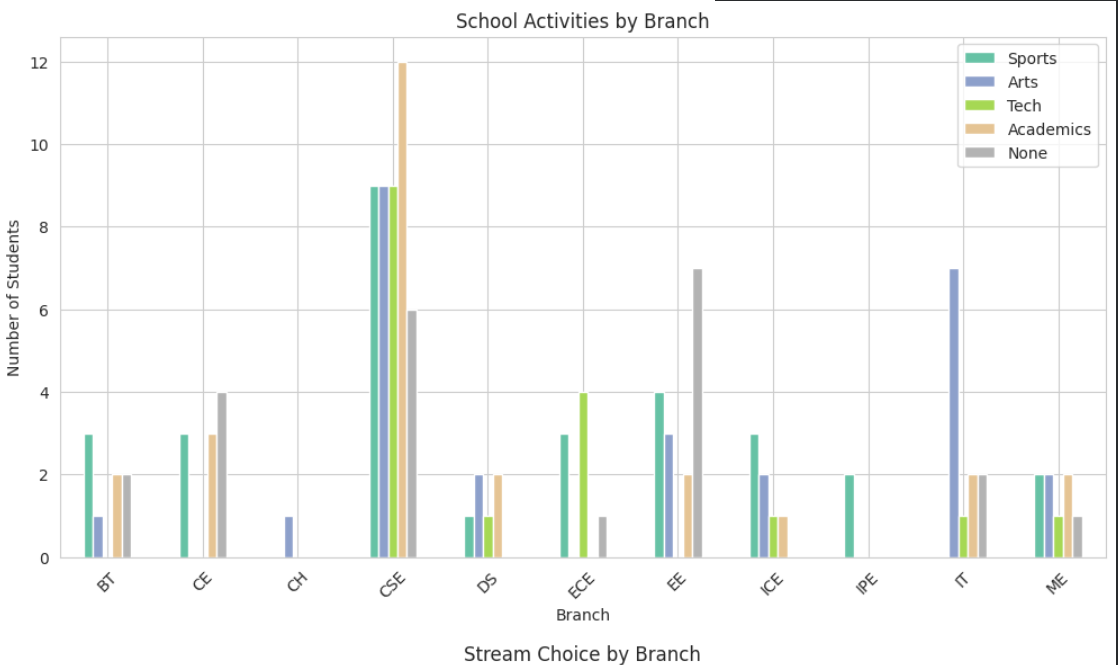 School Activities by Branch
12
10
8
6
4
2
0
Number of Students
Sports
Arts
Tech
Academics
None
BT
CE
CH
CSE
DS
ECE
EE
ICE
IPE
IT
ME
Branch
Stream Choice by Branch